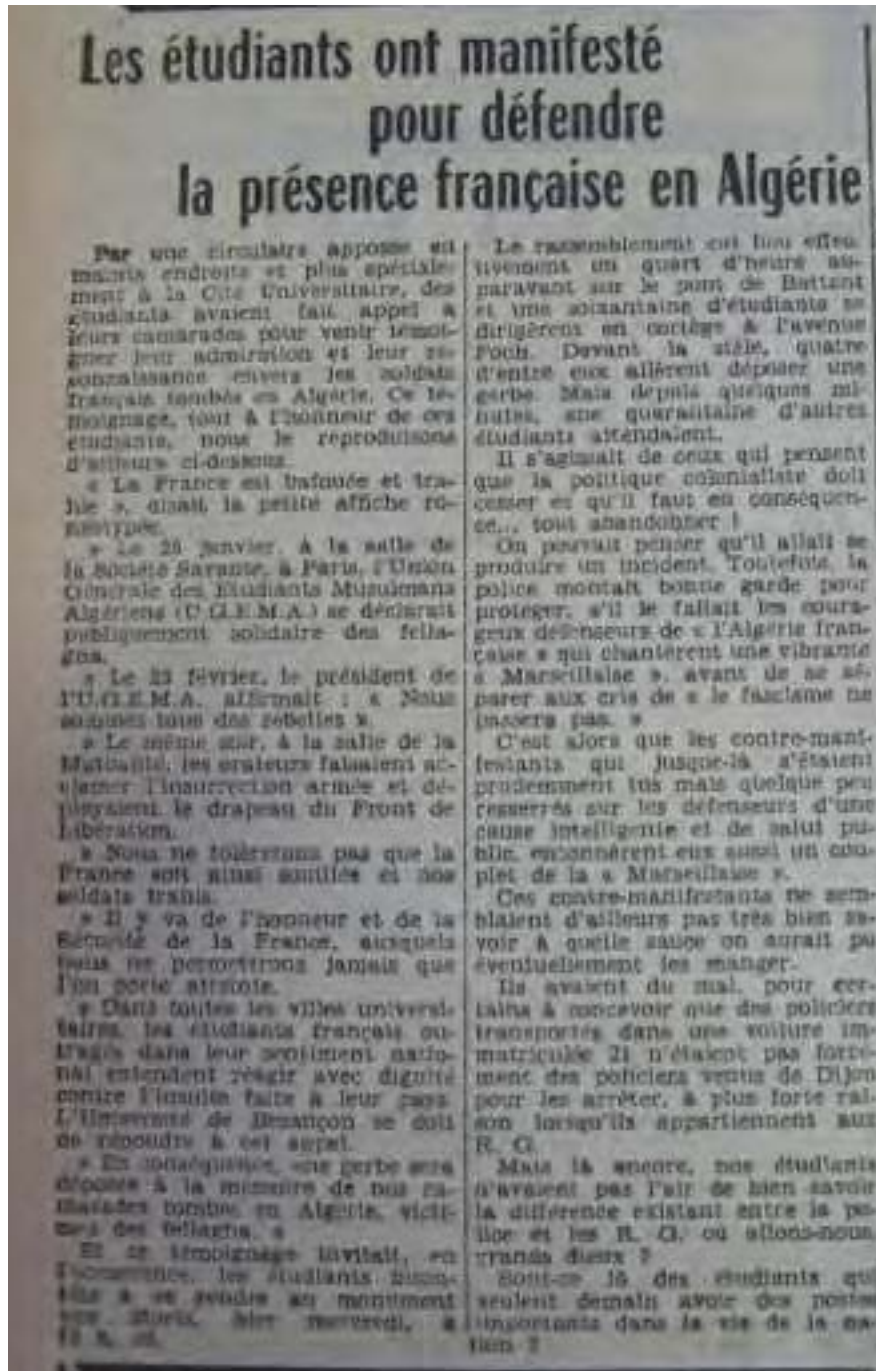 Les étudiants ont manifesté
pour défendre
la présence française en Algérie
Par une circulaire apposée en
maints endroits et plus spéciale-
ment à la Cité Universitaire, des
étudiants avaient fait appel à
leurs camarades pour venir témoi-
gner leur admiration et leur re-
connaissance envers les soldats
français tombés en Algérie. Ce té-
moignage, tout à l'honneur de ces
étudiants, nous le reproduisons
d'ailleurs ci-dessous.
« La France est bafouée et tra-
hie », disait la petite affiche ro-
néotypée.
» Le 25 janvier, à la salle de
la Société Savante, à Paris, l'Union
Générale des Etudiants Musulmans
Algériens (U.G.E.M.A.) se déclarait
publiquement solidaire des fella-
gha.
« Le 23 février, le président de
l'U.G.E.M.A. affirmait : « Nous
sommes tous des rebelles ».
» Le même soir, à la salle de la
Mutualité, les orateurs faisaient ac-
clamer l'insurrection armée et dé-
ployaient le drapeau du Front de
Libération.
» Nous ne tolérerons pas que la
France soit ainsi souillée et nos
soldats trahis.
» Il y va de l'honneur et de la
Sécurité de la France, auxquels
nous ne permettrons jamais que
l'on porte atteinte.
» Dans toutes les villes universi-
taires, les étudiants français ou-
tragés dans leur sentiment natio-
nal entendent réagir avec dignité
contre l'insulte faite à leur pays.
L'Université de Besançon se doit
de répondre à cet appel.
» En conséquence, une gerbe sera
déposée à la mémoire de nos ca-
marades tombés en Algérie, victi-
mes des fellagha. »
Et ce témoignage invitait, en
l'occurrence, les étudiants bison-
tins à se rendre au monument
aux Morts, hier mercredi, à
Le rassemblement eut lieu effec-
tivement un quart d'heure au-
paravant sur le pont de Battant
et une soixantaine d'étudiants se
dirigèrent en cortège à l'avenue
Foch. Devant la stèle, quatre
d'entre eux allèrent déposer une
gerbe. Mais depuis quelques mi-
nutes, une quarantaine d'autres
étudiants attendaient.
Il s'agissait de ceux qui pensent
que la politique colonialiste doit
cesser et qu'il faut en conséquen-
ce... tout abandonner !
On pouvait penser qu'il allait se
produire un incident. Toutefois, la
police montait bonne garde pour
protéger, s'il le fallait les coura-
geux défenseurs de « l'Algérie fran-
çaise » qui chantèrent une vibrante
« Marseillaise », avant de se sé-
parer aux cris de « le fascisme ne
passera pas. »
C'est alors que les contre-mani-
festants qui jusque-là s'étaient
prudemment tus mais quelque peu
resserrés sur les défenseurs d'une
cause intelligente et de salut pu-
blic, entonnèrent eux aussi un cou-
plet de la « Marseillaise ».
Ces contre-manifestants ne sem-
blaient d'ailleurs pas très bien sa-
voir à quelle sauce on aurait pu
éventuellement les manger.
Ils avaient du mal, pour cer-
tains à concevoir que des policiers
transportés dans une voiture im-
matriculée 21 n'étaient pas forcé-
ment des policiers venus de Dijon
pour les arrêter, à plus forte rai-
son lorsqu'ils appartiennent aux
R. G.
Mais là encore, nos étudiants
n'avaient pas l'air de bien savoir
la différence existant entre la po-
lice et les R. G. où allons-nous
grands dieux ?
Sont-ce là des étudiants qui
veulent demain avoir des postes
importants dans la vie de la na-
tion ?